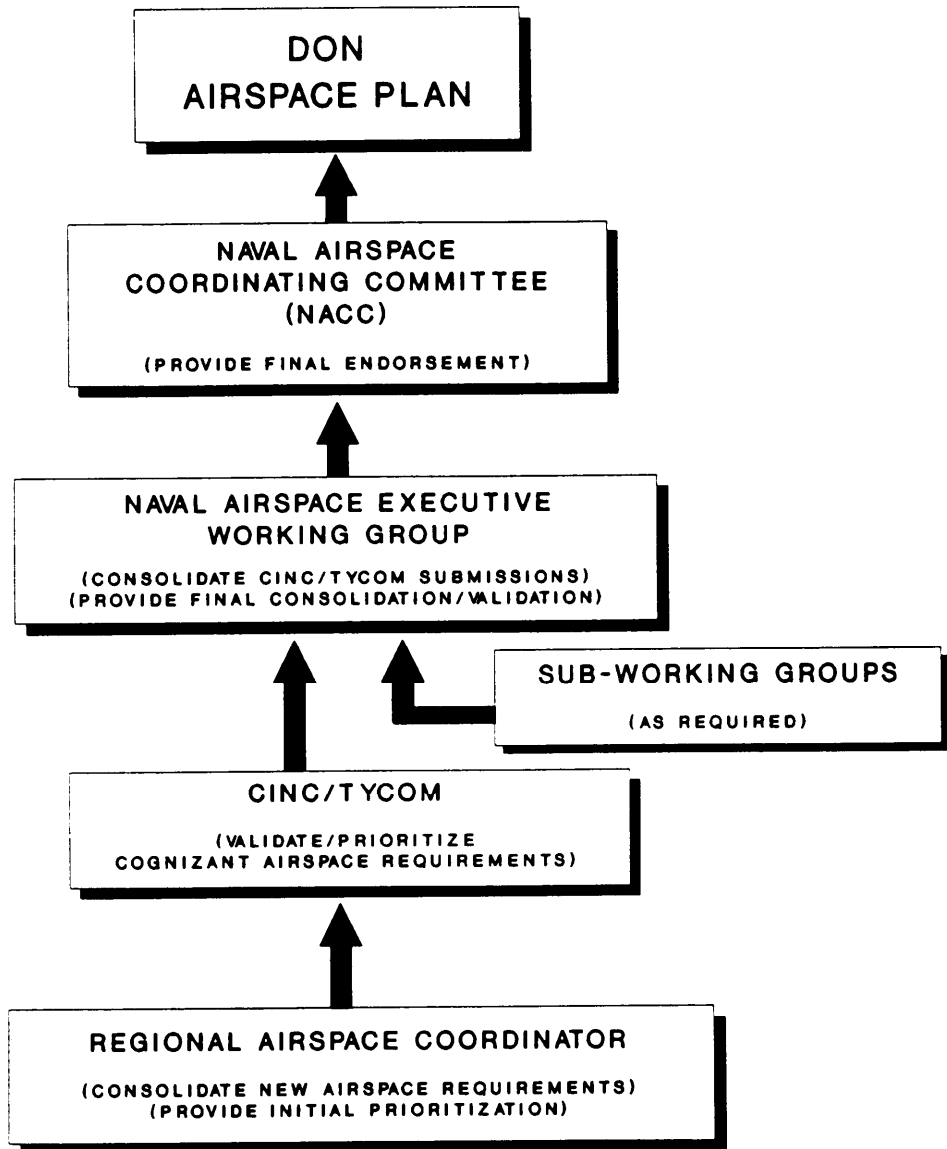 DON
AIRSPACE PLAN
NAVAL AIRSPACE
COORDINATING COMMITTEE
(NACC)
(PROVIDE FINAL ENDORSEMENT)
NAVAL AIRSPACE EXECUTIVE
WORKING GROUP
(CONSOLIDATE CINC/TYCOM SUBMISSIONS)
(PROVIDE FINAL CONSOLIDATION/VALIDATION)
SUB-WORKING GROUPS
(AS REQUIRED)
CINC/TYCOM
(VALIDATE/PRIORITIZE
COGNIZANT AIRSPACE REQUIREMENTS)
REGIONAL AIRSPACE COORDINATOR
(CONSOLIDATE NEW AIRSPACE REQUIREMENTS)
(PROVIDE INITIAL PRIORITIZATION)